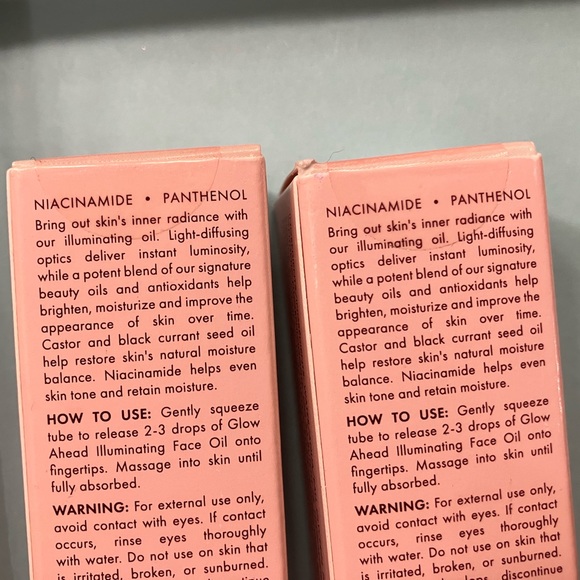 NIACINAMIDE • PANTHENOL
Bring out skin's inner radiance with
our illuminating oil. Light-diffusing
optics deliver instant luminosity,
while a potent blend of our signature
beauty oils and antioxidants help
brighten, moisturize and improve the
appearance of skin over time.
Castor and black currant seed oil
help restore skin's natural moisture
balance. Niacinamide helps even
skin tone and retain moisture.
HOW TO USE: Gently squeeze
tube to release 2-3 drops of Glow
Ahead Illuminating Face Oil onto
fingertips. Massage into skin until
fully absorbed.
WARNING: For external use only,
avoid contact with eyes. If contact
occurs, rinse eyes thoroughly
with water. Do not use on skin that
is irritated, broken, or sunburned.
NIACINAMIDE • PANTHENOL
Bring out skin's inner radiance with
our illuminating oil. Light-diffusing
optics deliver instant luminosity,
while a potent blend of our signature
beauty oils and antioxidants help
brighten, moisturize and improve the
appearance of skin over time.
Castor and black currant seed oil
help restore skin's natural moisture
balance. Niacinamide helps even
skin tone and retain moisture.
HOW TO USE: Gently squeeze
tube to release 2-3 drops of Glow
Ahead Illuminating Face Oil onto
fingertips. Massage into skin until
fully absorbed.
WARNING: For external use only,
avoid contact with eyes. If contact
occurs, rinse eyes thoroughly
with water. Do not use on skin that
is irritated, broken, or sunburned.
discontinue